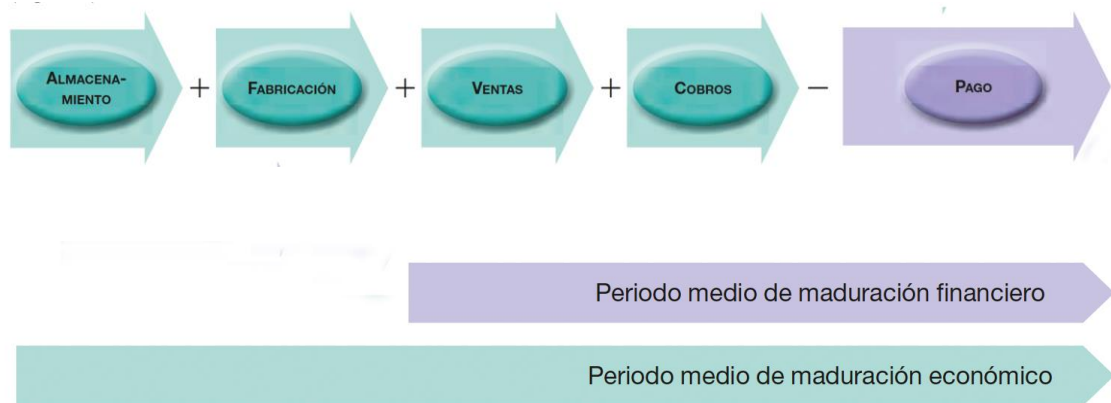 ALMACENA-
MIENTO
+
FABRICACIÓN
+
VENTAS
+
COBROS
–
PAGO
Periodo medio de maduración financiero
Periodo medio de maduración económico